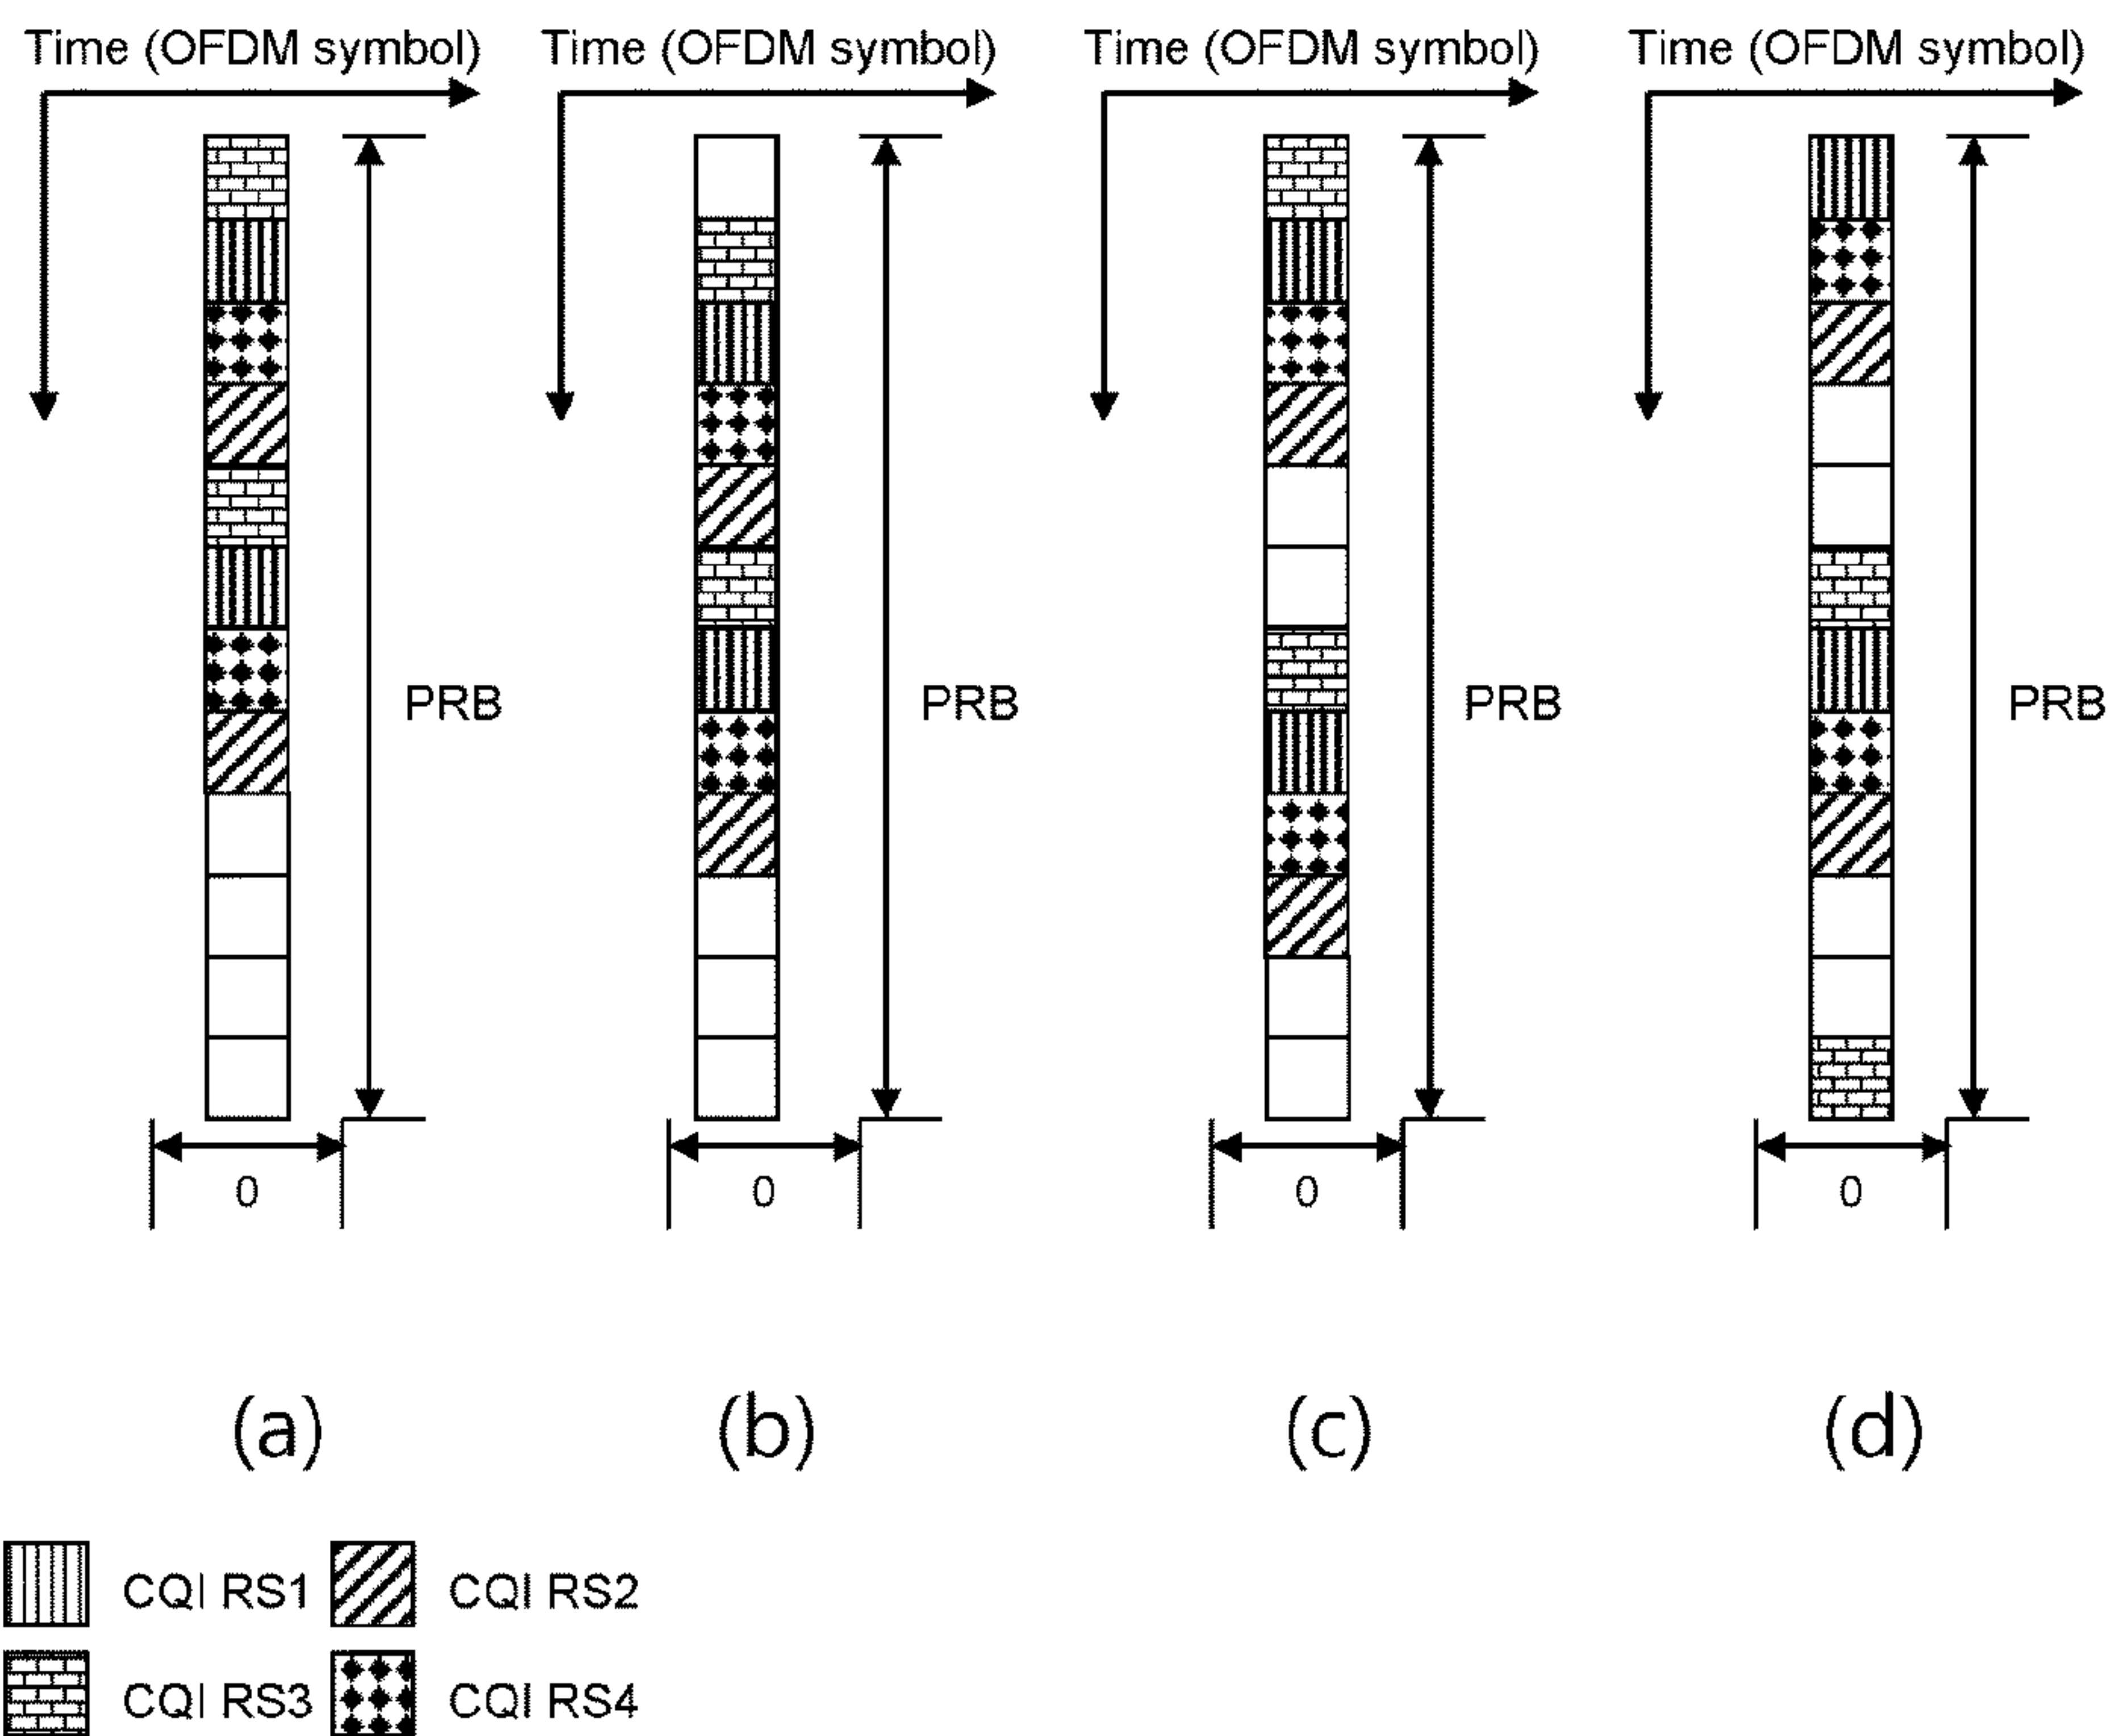 Time (OFDM symbol) Time (OFDM symbol) Time (OFDM symbol) Time (OFDM symbol)
PRB PRB PRB PRB
0 0 0 0
(a) (b) (c) (d)
CQI RS1 CQI RS2
CQI RS3 CQI RS4